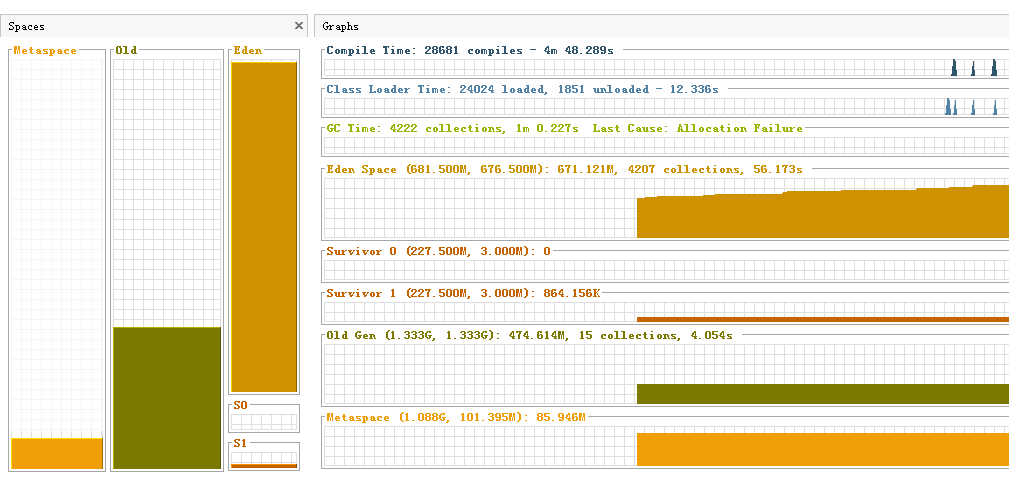 Spaces
Graphs
Metaspace
Old
Eden
S0
S1
Compile Time: 28681 compiles - 4m 48.289s
Class Loader Time: 24024 loaded, 1851 unloaded - 12.336s
GC Time: 4222 collections, 1m 0.227s  Last Cause: Allocation Failure
Eden Space (681.500M, 676.500M): 671.121M, 4207 collections, 56.173s
Survivor 0 (227.500M, 3.000M): 0
Survivor 1 (227.500M, 3.000M): 864.156K
Old Gen (1.333G, 1.333G): 474.614M, 15 collections, 4.054s
Metaspace (1.088G, 101.395M): 85.946M